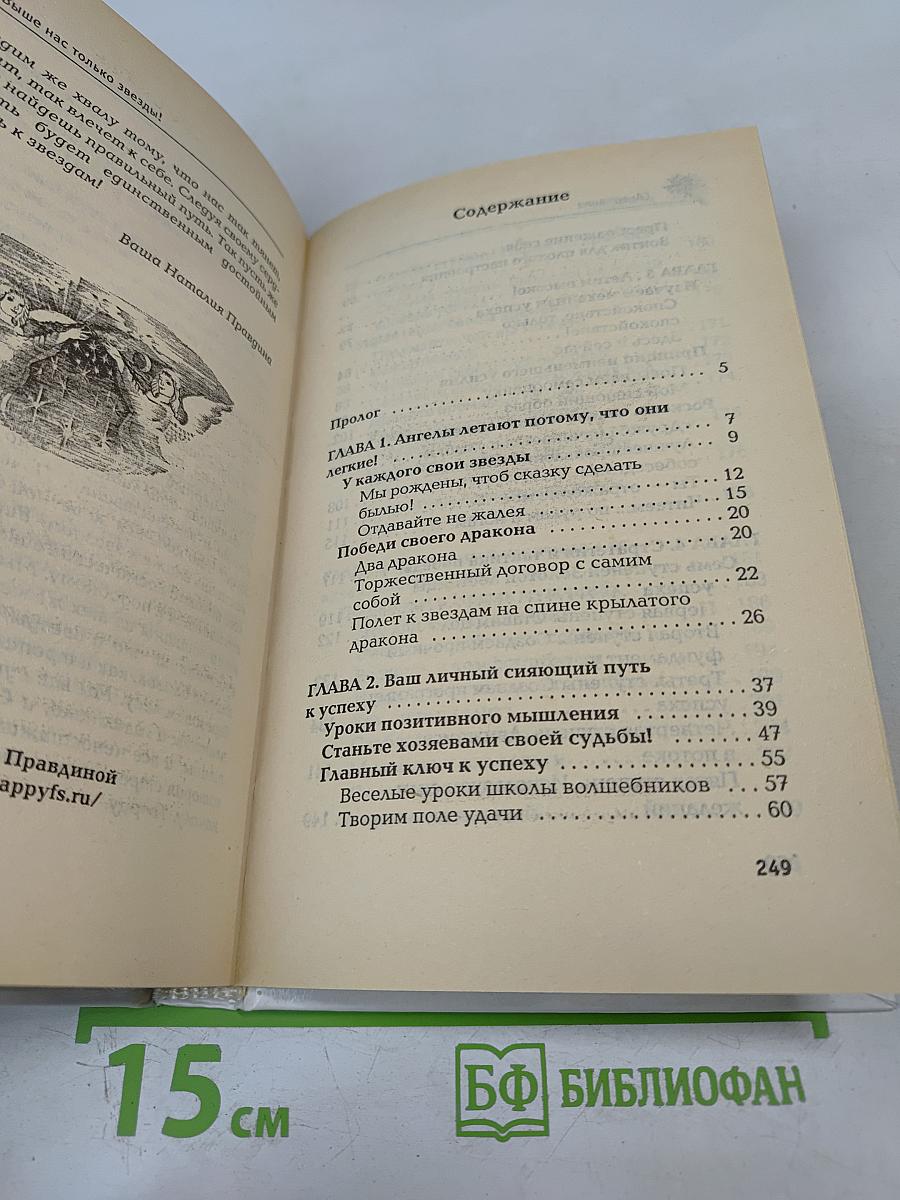 Выше нас только звезды!
же хвалу тому, что нас так манит
так влечет к себе. Следуя своему серд-
найдешь правильный путь. Так пусть же
будет единственным достойным
к звездам!
Ваша Наталия Правдина
Правдиной
appyfs.ru/
Содержание
Пролог . . . . . . . . . . . . . . . . . . . . 5
ГЛАВА 1. Ангелы летают потому, что они
легкие! . . . . . . . . . . . . . . . . . . . . 7
У каждого свои звезды . . . . . . . . . . 9
Мы рождены, чтоб сказку сделать
былью! . . . . . . . . . . . . . . . . . . . . 12
Отдавайте не жалея . . . . . . . . . . 15
Победи своего дракона . . . . . . . . . . 20
Два дракона . . . . . . . . . . . . . . . 20
Торжественный договор с самим
собой . . . . . . . . . . . . . . . . . . . . 22
Полет к звездам на спине крылатого
дракона . . . . . . . . . . . . . . . . . . . . 26
ГЛАВА 2. Ваш личный сияющий путь
к успеху . . . . . . . . . . . . . . . . . . . . 37
Уроки позитивного мышления . . . . . . . 39
Станьте хозяевами своей судьбы! . . . . . 47
Главный ключ к успеху . . . . . . . . . . 55
Веселые уроки школы волшебников . . . 57
Творим поле удачи . . . . . . . . . . . . 60
249
15 см
БФ БИБЛИОФАН